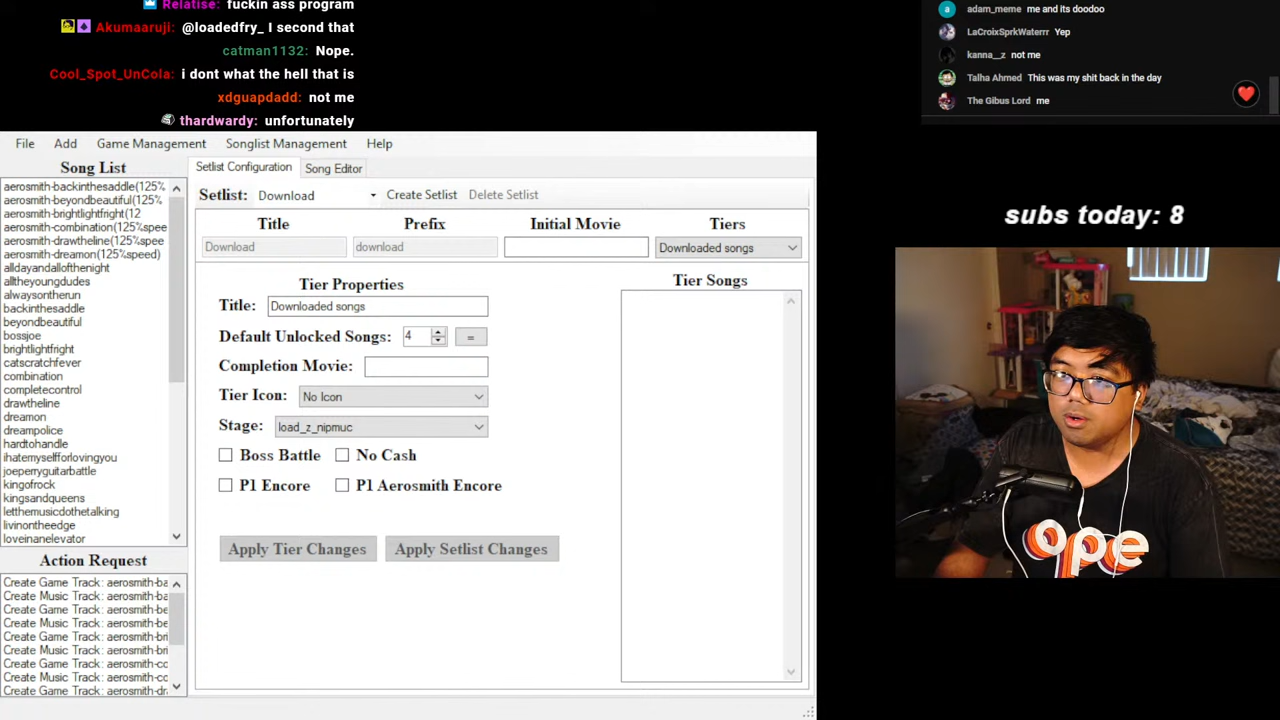 Relatise: fuckin ass program
Akumaaruji: @loadedfry_ I second that
catman1132: Nope.
Cool_Spot_UnCola: i dont what the hell that is
xdguapdadd: not me
thardwardy: unfortunately
a adam_meme me and its doodoo
LaCroixSprkWaterrr Yep
kanna__z not me
Talha Ahmed This was my shit back in the day
The Gibus Lord me
File Add Game Management Songlist Management Help
Song List
aerosmith-backinthesaddle(125%
aerosmith-beyondbeautiful(125%
aerosmith-brightlightfright(12
aerosmith-combination(125%spee
aerosmith-drawtheline(125%spee
aerosmith-dreamon(125%speed)
alldayandallofthenight
alltheyoungdudes
alwaysontherun
backinthesaddle
beyondbeautiful
bossjoe
brightlightfright
catscratchfever
combination
completecontrol
drawtheline
dreamon
dreampolice
hardtohandle
ihatemyselfforlovingyou
joeperryguitarbattle
kingofrock
kingsandqueens
letthemusicdothetalking
livinontheedge
loveinanelevator
Action Request
Create Game Track: aerosmith-ba
Create Music Track: aerosmith-ba
Create Game Track: aerosmith-be
Create Music Track: aerosmith-be
Create Game Track: aerosmith-bri
Create Music Track: aerosmith-bri
Create Game Track: aerosmith-co
Create Music Track: aerosmith-co
Create Game Track: aerosmith-dr
Setlist Configuration Song Editor
Setlist: Download Create Setlist Delete Setlist
Title Prefix Initial Movie Tiers
Download download Downloaded songs
Tier Properties
Title: Downloaded songs
Default Unlocked Songs: 4 =
Completion Movie:
Tier Icon: No Icon
Stage: load_z_nipmuc
Boss Battle No Cash
P1 Encore P1 Aerosmith Encore
Apply Tier Changes Apply Setlist Changes
Tier Songs
subs today: 8
ope